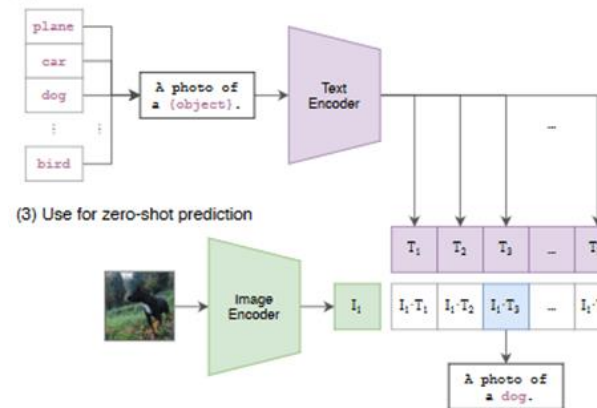 plane
car
dog
⋮ ⋮
bird
A photo of
a {object}.
Text
Encoder
…
(3) Use for zero-shot prediction
Image
Encoder
I₁
T₁ T₂ T₃ …
I₁·T₁ I₁·T₂ I₁·T₃ …
A photo of
a dog.